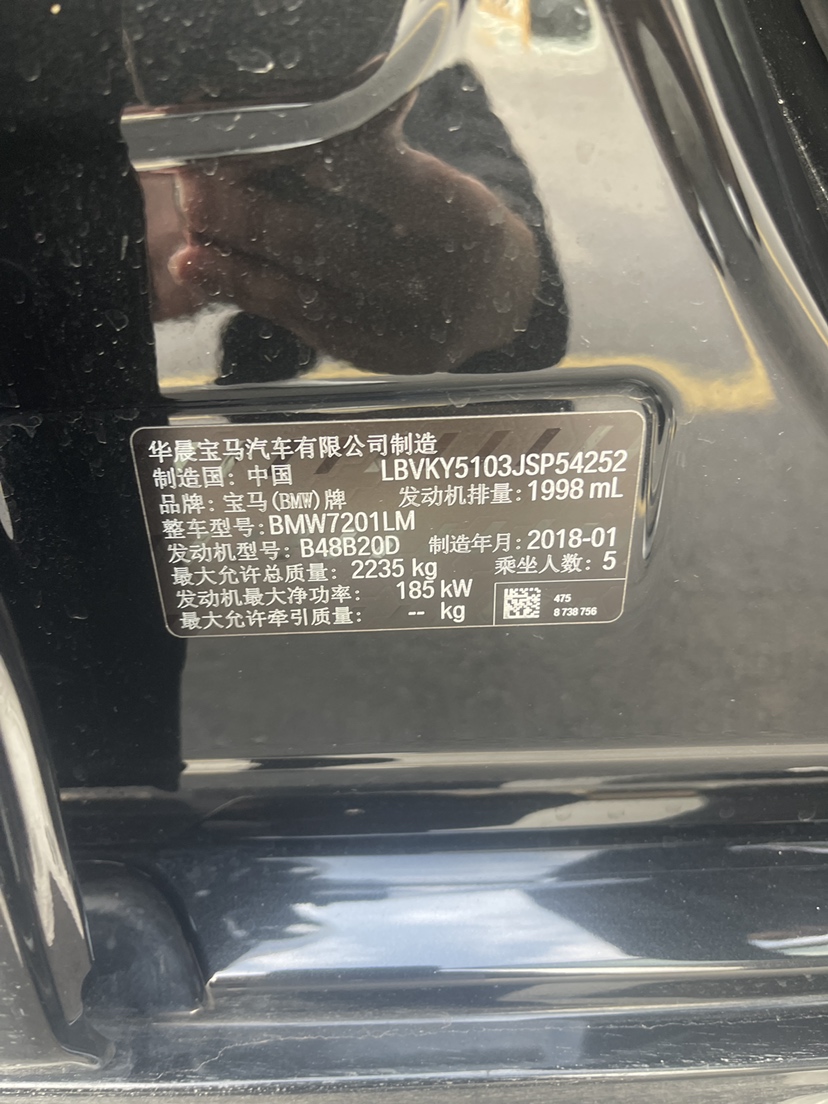 华晨宝马汽车有限公司制造
制造国: 中国 LBVKY5103JSP54252
品牌: 宝马(BMW)牌 发动机排量: 1998 mL
整车型号: BMW7201LM
发动机型号: B48B20D 制造年月: 2018-01
最大允许总质量: 2235 kg 乘坐人数: 5
发动机最大净功率: 185 kW
最大允许牵引质量: -- kg
475
8 738 756